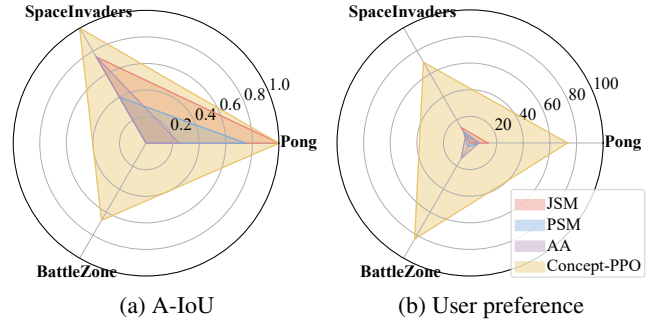 SpaceInvaders
0.2
0.4
0.6
0.8
1.0
Pong
BattleZone
(a) A-IoU
SpaceInvaders
20
40
60
80
100
Pong
BattleZone
JSM
PSM
AA
Concept-PPO
(b) User preference